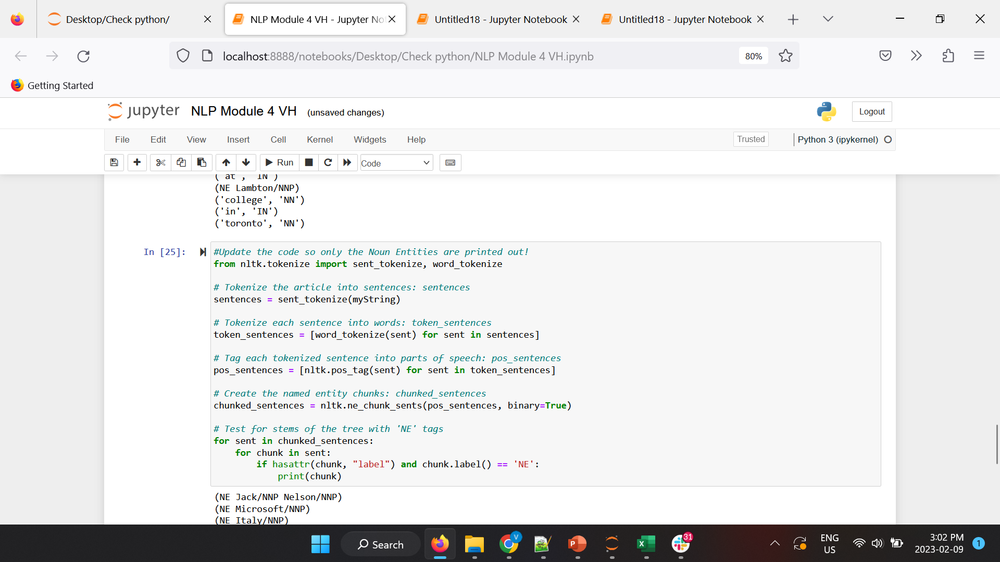 Desktop/Check python/
NLP Module 4 VH - Jupyter No
Untitled18 - Jupyter Notebook
Untitled18 - Jupyter Notebook
localhost:8888/notebooks/Desktop/Check python/NLP Module 4 VH.ipynb
80%
Getting Started
jupyter NLP Module 4 VH (unsaved changes)
Logout
File Edit View Insert Cell Kernel Widgets Help
Trusted
Python 3 (ipykernel)
Run
Code
('at', 'IN')
(NE Lambton/NNP)
('college', 'NN')
('in', 'IN')
('toronto', 'NN')
In [25]:
#Update the code so only the Noun Entities are printed out!
from nltk.tokenize import sent_tokenize, word_tokenize
# Tokenize the article into sentences: sentences
sentences = sent_tokenize(myString)
# Tokenize each sentence into words: token_sentences
token_sentences = [word_tokenize(sent) for sent in sentences]
# Tag each tokenized sentence into parts of speech: pos_sentences
pos_sentences = [nltk.pos_tag(sent) for sent in token_sentences]
# Create the named entity chunks: chunked_sentences
chunked_sentences = nltk.ne_chunk_sents(pos_sentences, binary=True)
# Test for stems of the tree with 'NE' tags
for sent in chunked_sentences:
    for chunk in sent:
        if hasattr(chunk, "label") and chunk.label() == 'NE':
            print(chunk)
(NE Jack/NNP Nelson/NNP)
(NE Microsoft/NNP)
(NE Italy/NNP)
Search
V
P
X
31
ENG
US
3:02 PM
2023-02-09
1